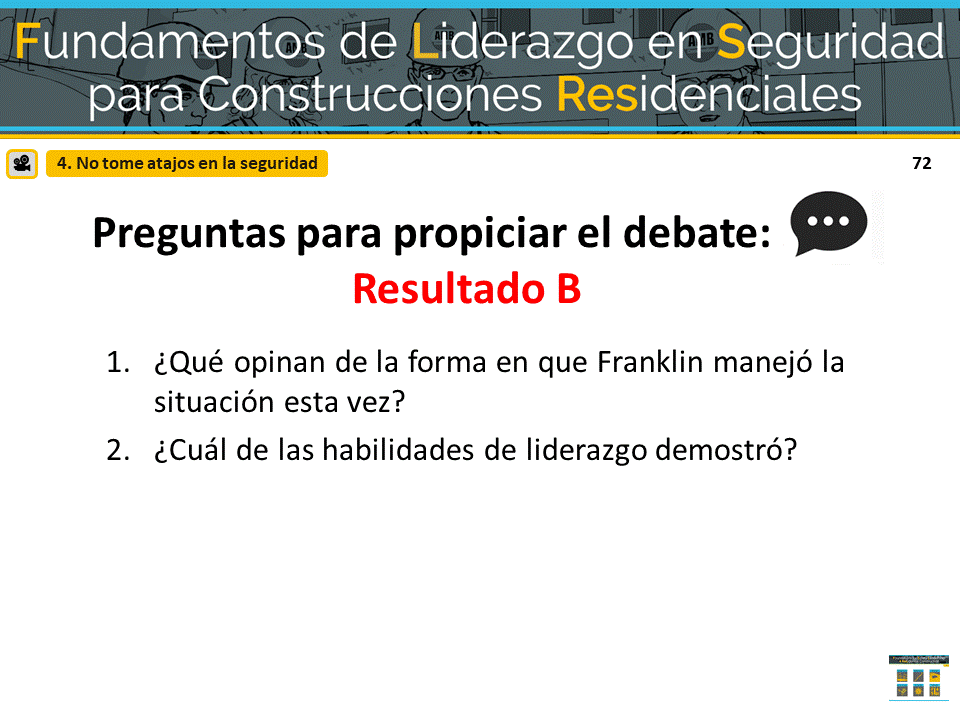 Fundamentos de Liderazgo en Seguridad
para Construcciones Residenciales
4. No tome atajos en la seguridad
72
Preguntas para propiciar el debate:
Resultado B
1. ¿Qué opinan de la forma en que Franklin manejó la
situación esta vez?
2. ¿Cuál de las habilidades de liderazgo demostró?